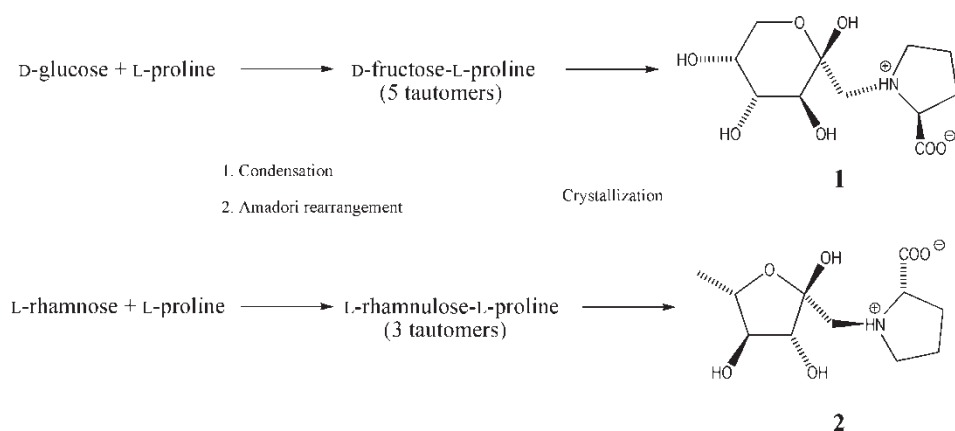 D-glucose + L-proline
D-fructose-L-proline
(5 tautomers)
O
OH
HO
HO
OH
HN
⊕
COO
⊖
1
1. Condensation
2. Amadori rearrangement
Crystallization
L-rhamnose + L-proline
L-rhamnulose-L-proline
(3 tautomers)
COO
⊖
O
OH
⊕
HN
HO
OH
2